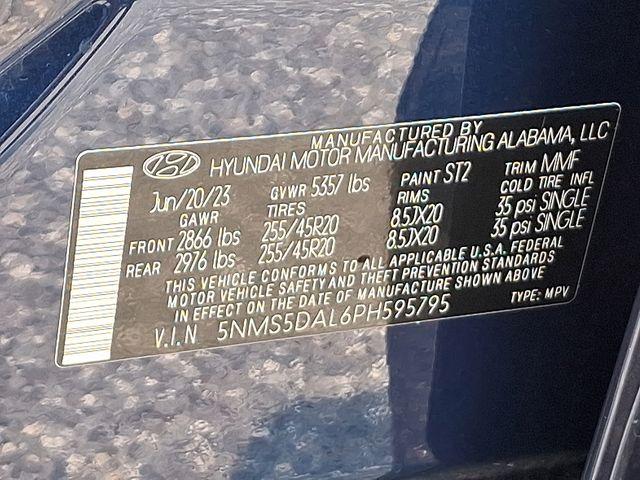 MANUFACTURED BY
HYUNDAI MOTOR MANUFACTURING ALABAMA, LLC
Jun/20/23 GVWR 5357 lbs PAINT ST2 TRIM MMF
GAWR TIRES RIMS COLD TIRE INFL
FRONT 2866 lbs 255/45R20 8.5JX20 35 psi SINGLE
REAR 2976 lbs 255/45R20 8.5JX20 35 psi SINGLE
THIS VEHICLE CONFORMS TO ALL APPLICABLE U.S.A. FEDERAL
MOTOR VEHICLE SAFETY AND THEFT PREVENTION STANDARDS
IN EFFECT ON THE DATE OF MANUFACTURE SHOWN ABOVE
V.I.N 5NMS5DAL6PH595795 TYPE: MPV